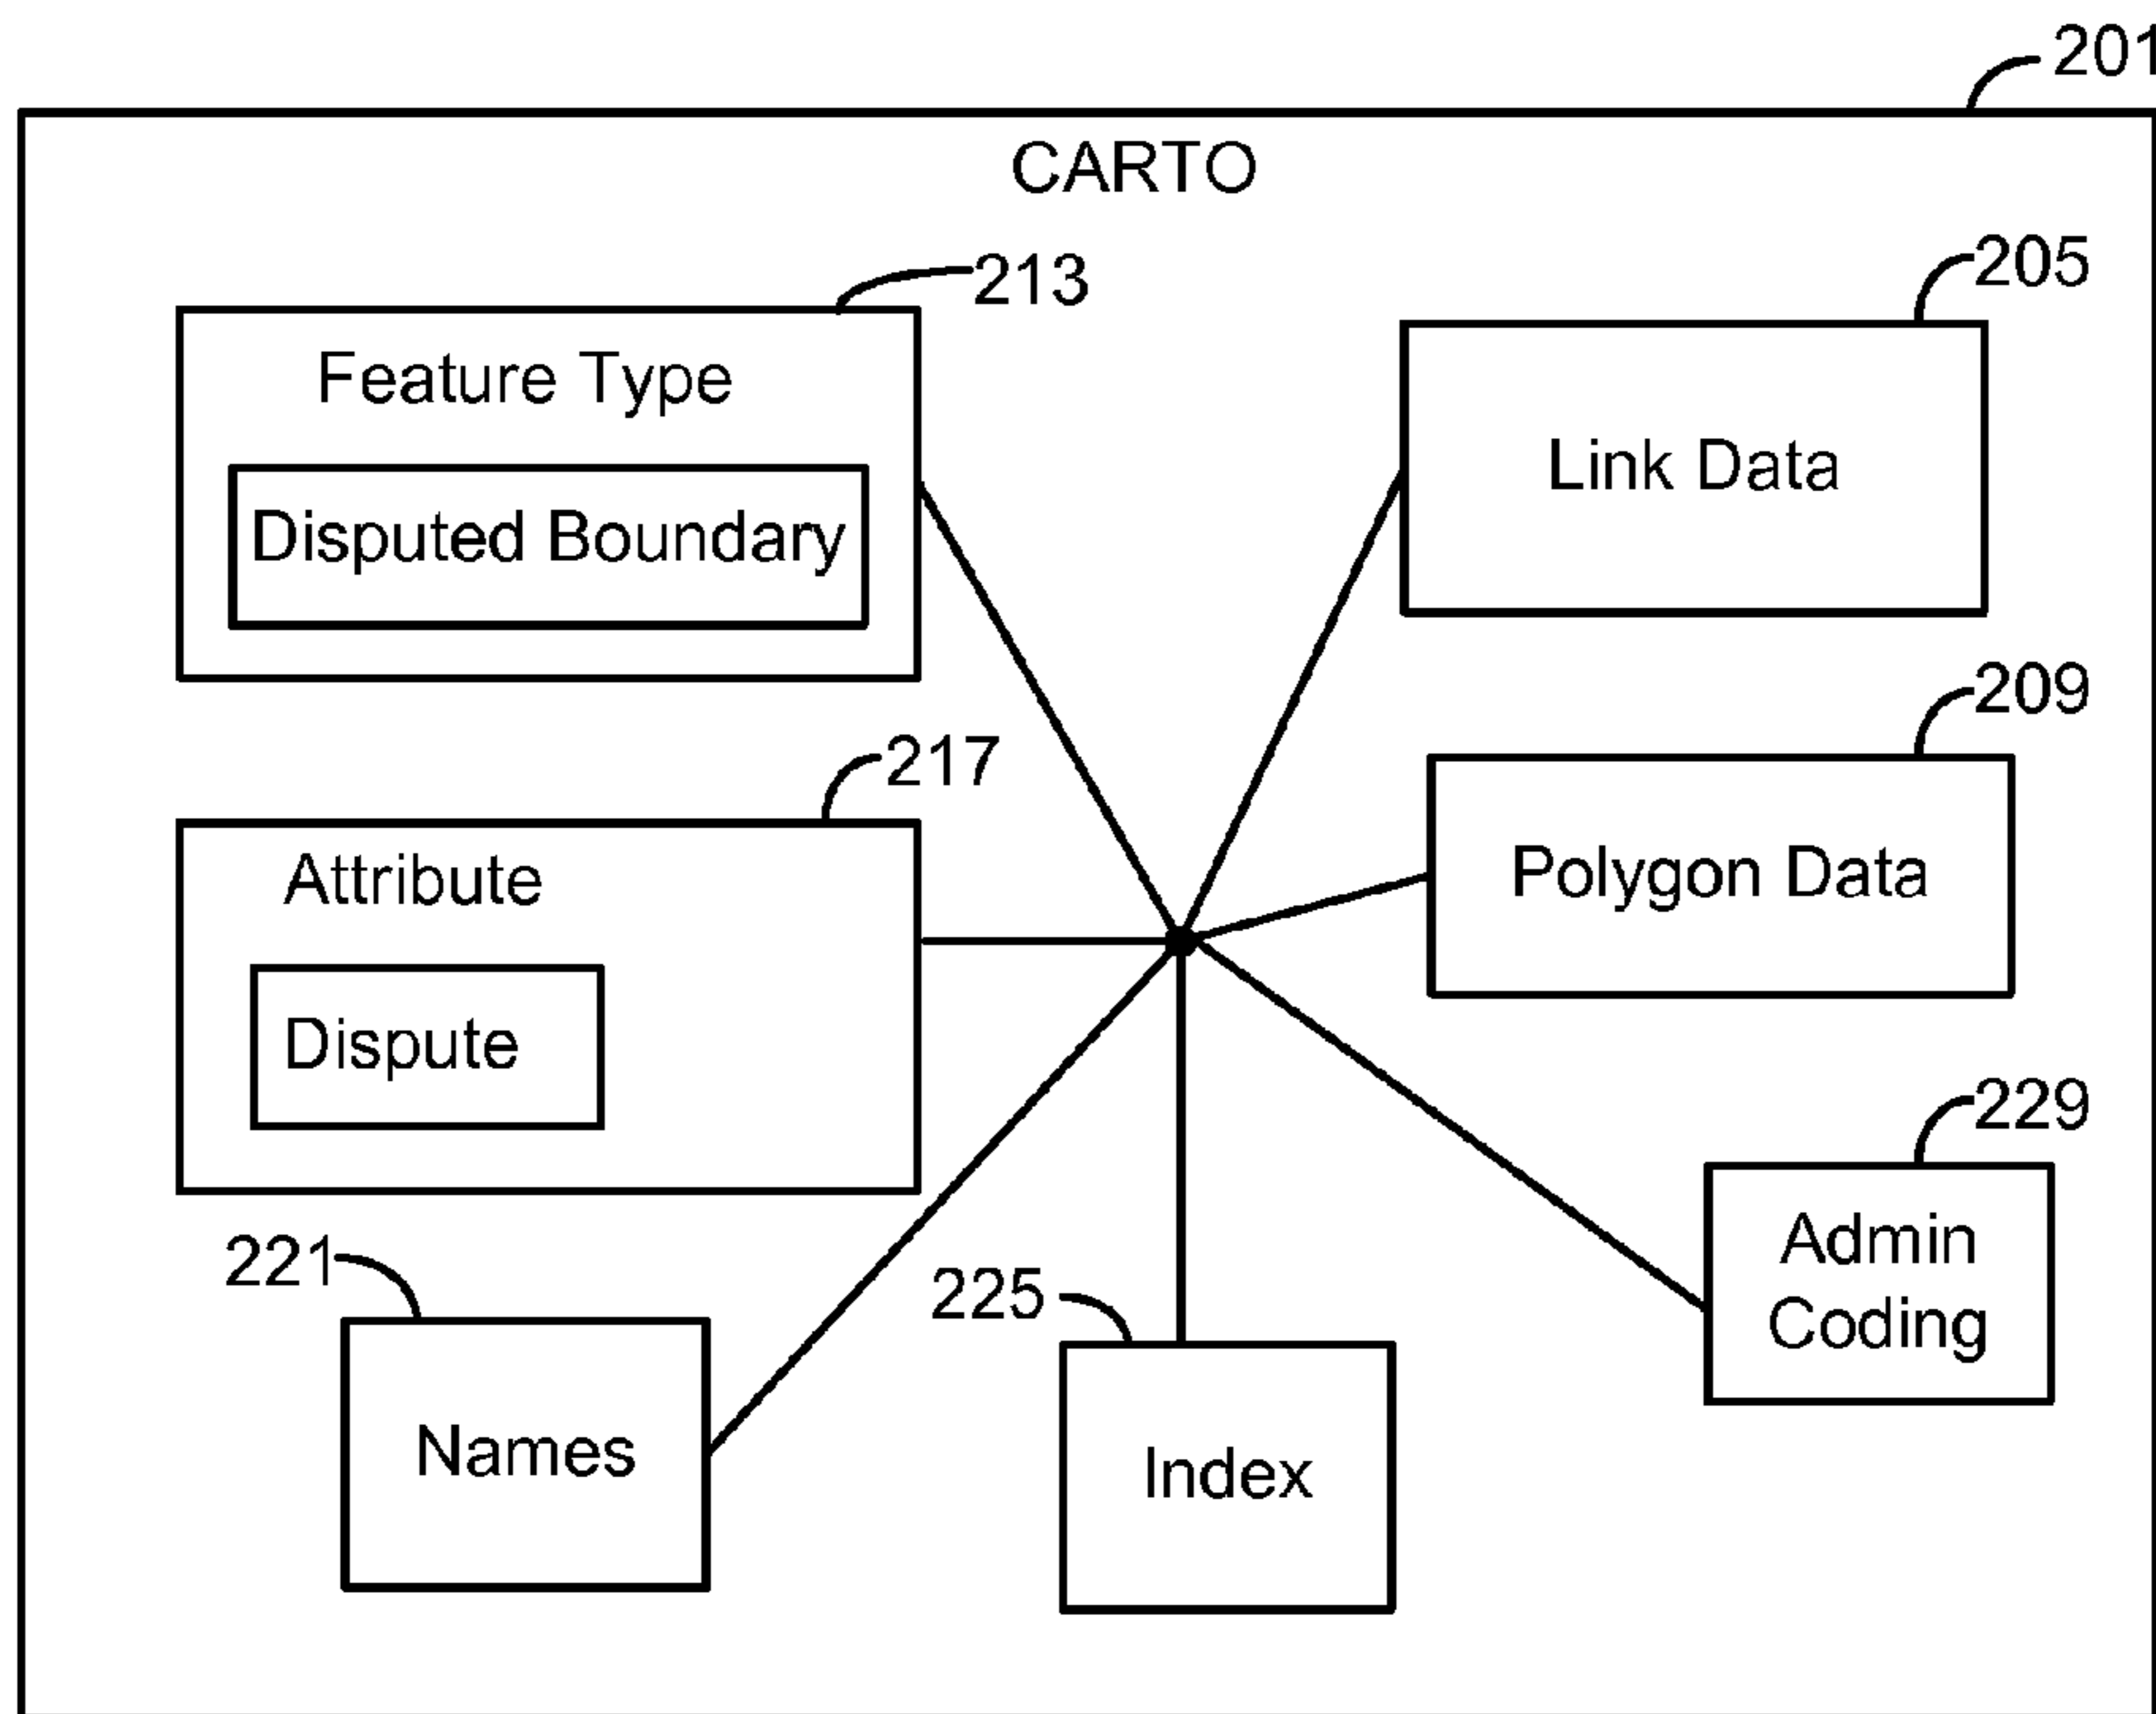 201
CARTO
213
205
Feature Type
Disputed Boundary
Link Data
209
217
Attribute
Polygon Data
Dispute
229
Admin
Coding
221
225
Names
Index